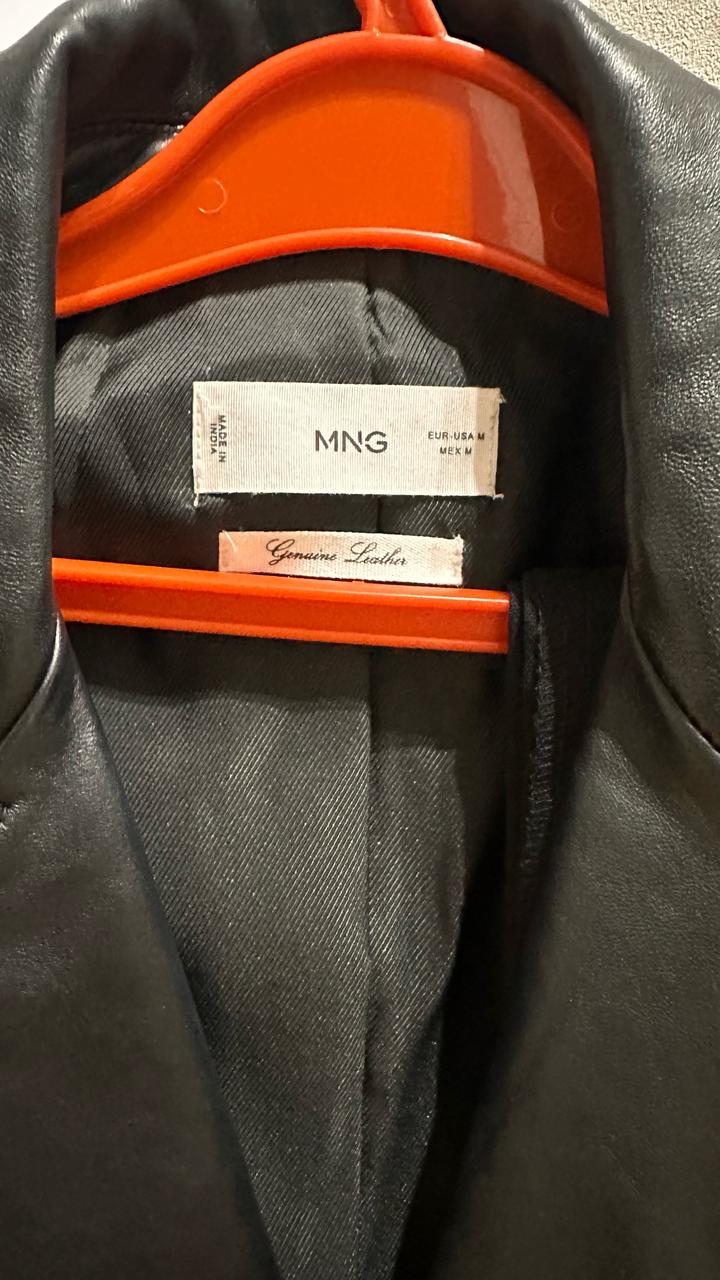 MADE IN
INDIA
MNG
EUR-USA M
MEX M
Genuine Leather